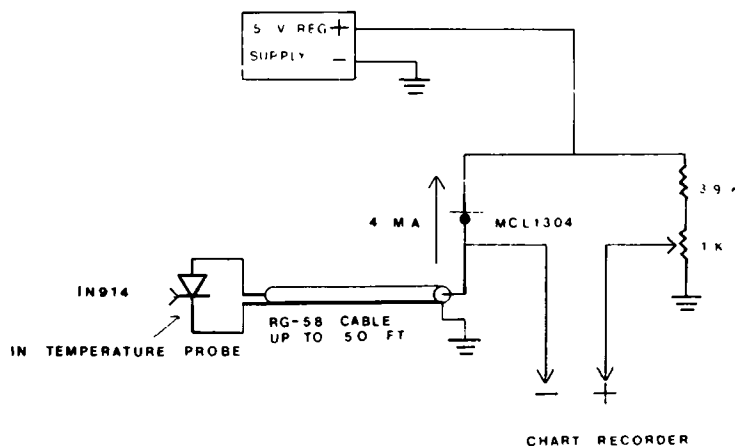 5 V REG +
SUPPLY -
4 MA
MCL1304
1K
IN914
RG-58 CABLE
UP TO 50 FT
IN TEMPERATURE PROBE
- +
CHART RECORDER